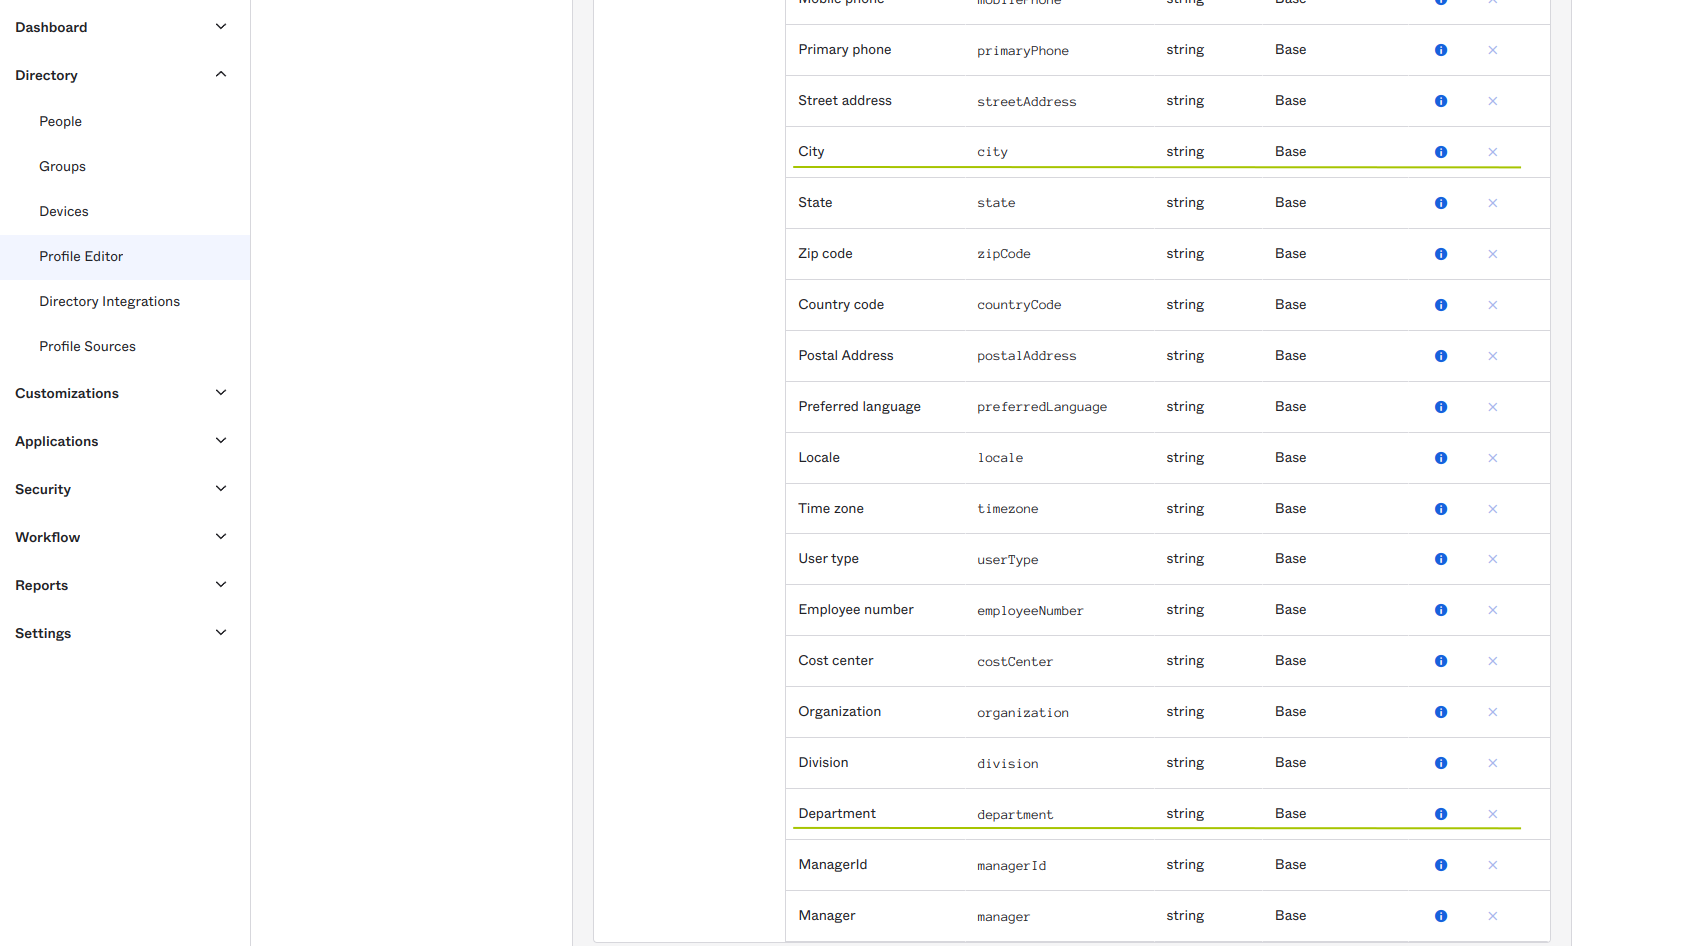 Dashboard
Directory
People
Groups
Devices
Profile Editor
Directory Integrations
Profile Sources
Customizations
Applications
Security
Workflow
Reports
Settings
Mobile phone mobilePhone string Base
Primary phone primaryPhone string Base
Street address streetAddress string Base
City city string Base
State state string Base
Zip code zipCode string Base
Country code countryCode string Base
Postal Address postalAddress string Base
Preferred language preferredLanguage string Base
Locale locale string Base
Time zone timezone string Base
User type userType string Base
Employee number employeeNumber string Base
Cost center costCenter string Base
Organization organization string Base
Division division string Base
Department department string Base
ManagerId managerId string Base
Manager manager string Base